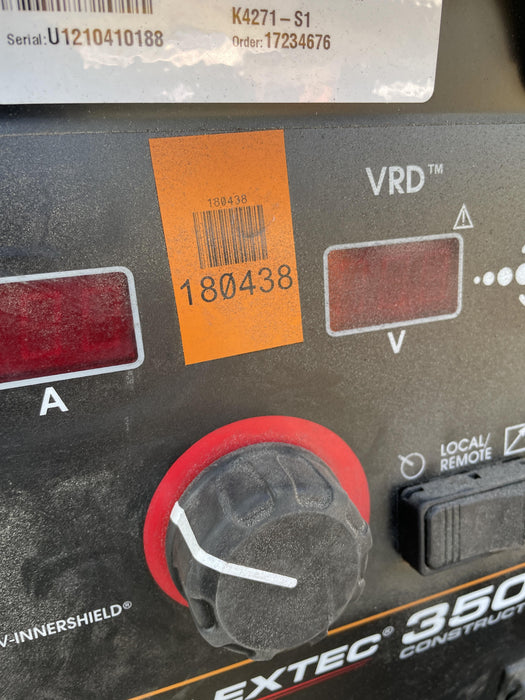 K4271-S1
Serial: U1210410188
Order: 17234676
180438
180438
VRD™
A
V
LOCAL/
REMOTE
V-INNERSHIELD®
EXTEC® 350
CONSTRUCT